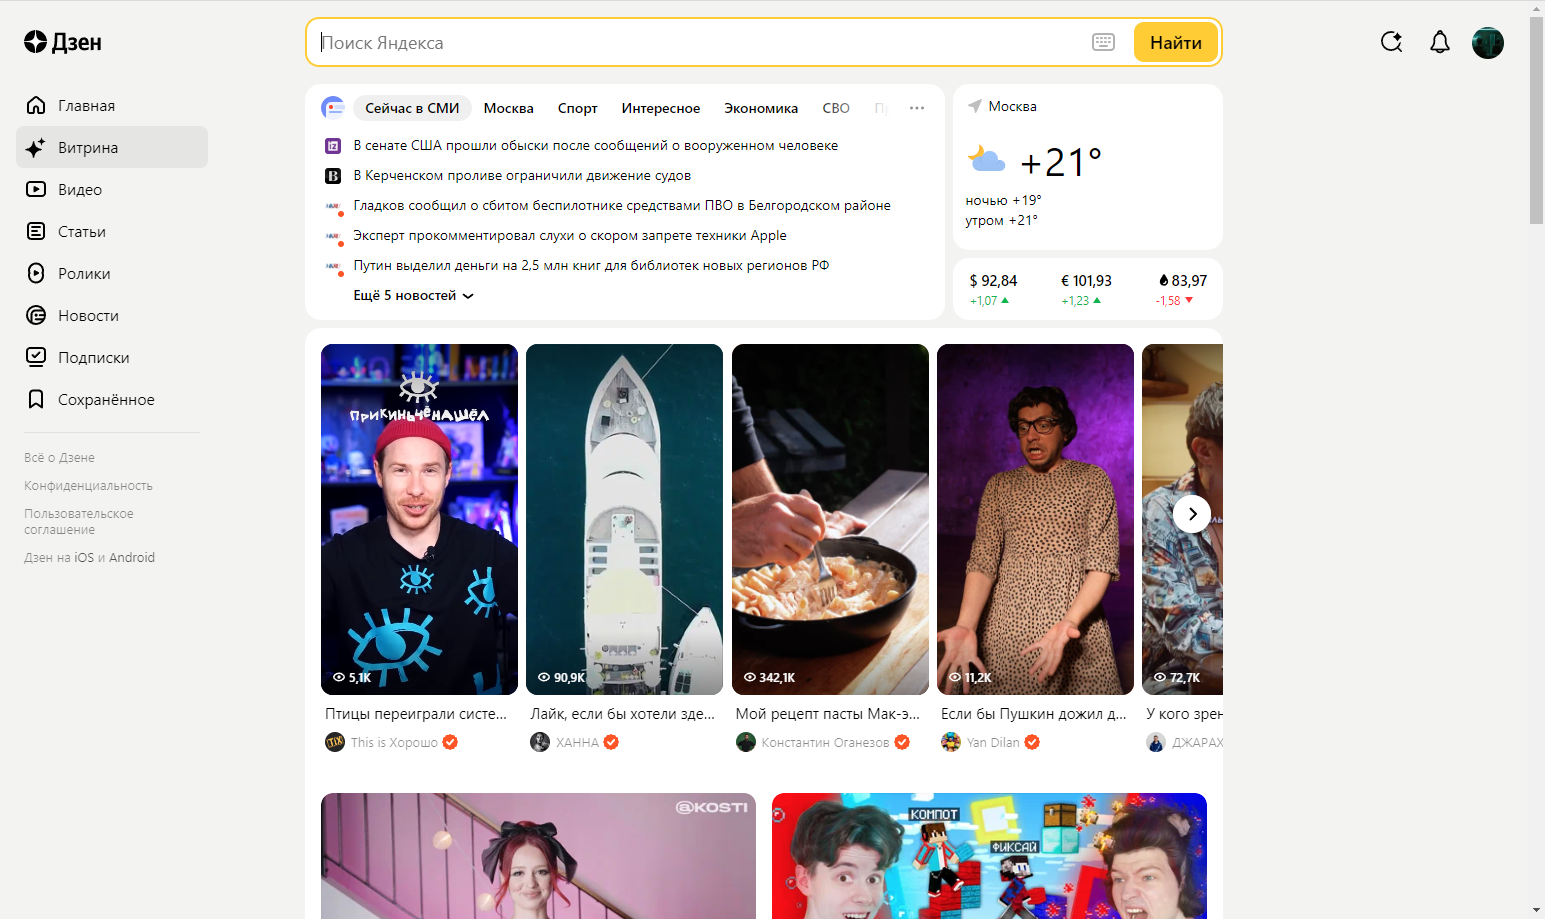 Дзен
Поиск Яндекса
Найти
Главная
Витрина
Видео
Статьи
Ролики
Новости
Подписки
Сохранённое
Всё о Дзене
Конфиденциальность
Пользовательское
соглашение
Дзен на iOS и Android
Сейчас в СМИ Москва Спорт Интересное Экономика СВО
В сенате США прошли обыски после сообщений о вооруженном человеке
В Керченском проливе ограничили движение судов
Гладков сообщил о сбитом беспилотнике средствами ПВО в Белгородском районе
Эксперт прокомментировал слухи о скором запрете техники Apple
Путин выделил деньги на 2,5 млн книг для библиотек новых регионов РФ
Ещё 5 новостей
Москва
+21°
ночью +19°
утром +21°
$ 92,84 € 101,93 83,97
+1,07 +1,23 -1,58
ПРИКИНЬЧЁНАШЁЛ
5,1K
90,9K
342,1K
11,2K
72,7K
Птицы переиграли систе...
This is Хорошо
Лайк, если бы хотели зде...
ХАННА
Мой рецепт пасты Мак-э...
Константин Оганезов
Если бы Пушкин дожил д...
Yan Dilan
У кого зрен
ДЖАРАХ
@KOSTI
КОМПОТ
ФИКСАЙ